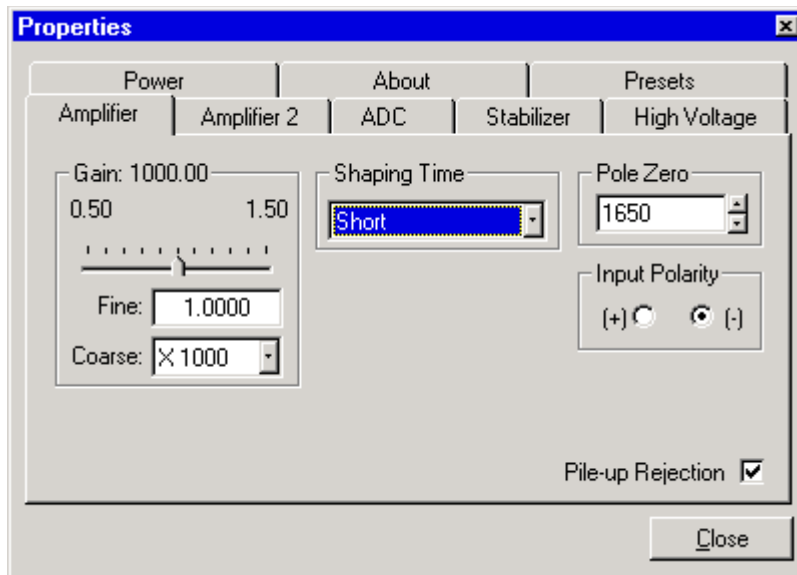 Properties
Power About Presets
Amplifier Amplifier 2 ADC Stabilizer High Voltage
Gain: 1000.00
0.50 1.50
Fine: 1.0000
Coarse: X 1000
Shaping Time
Short
Pole Zero
1650
Input Polarity
(+) (-)
Pile-up Rejection
Close